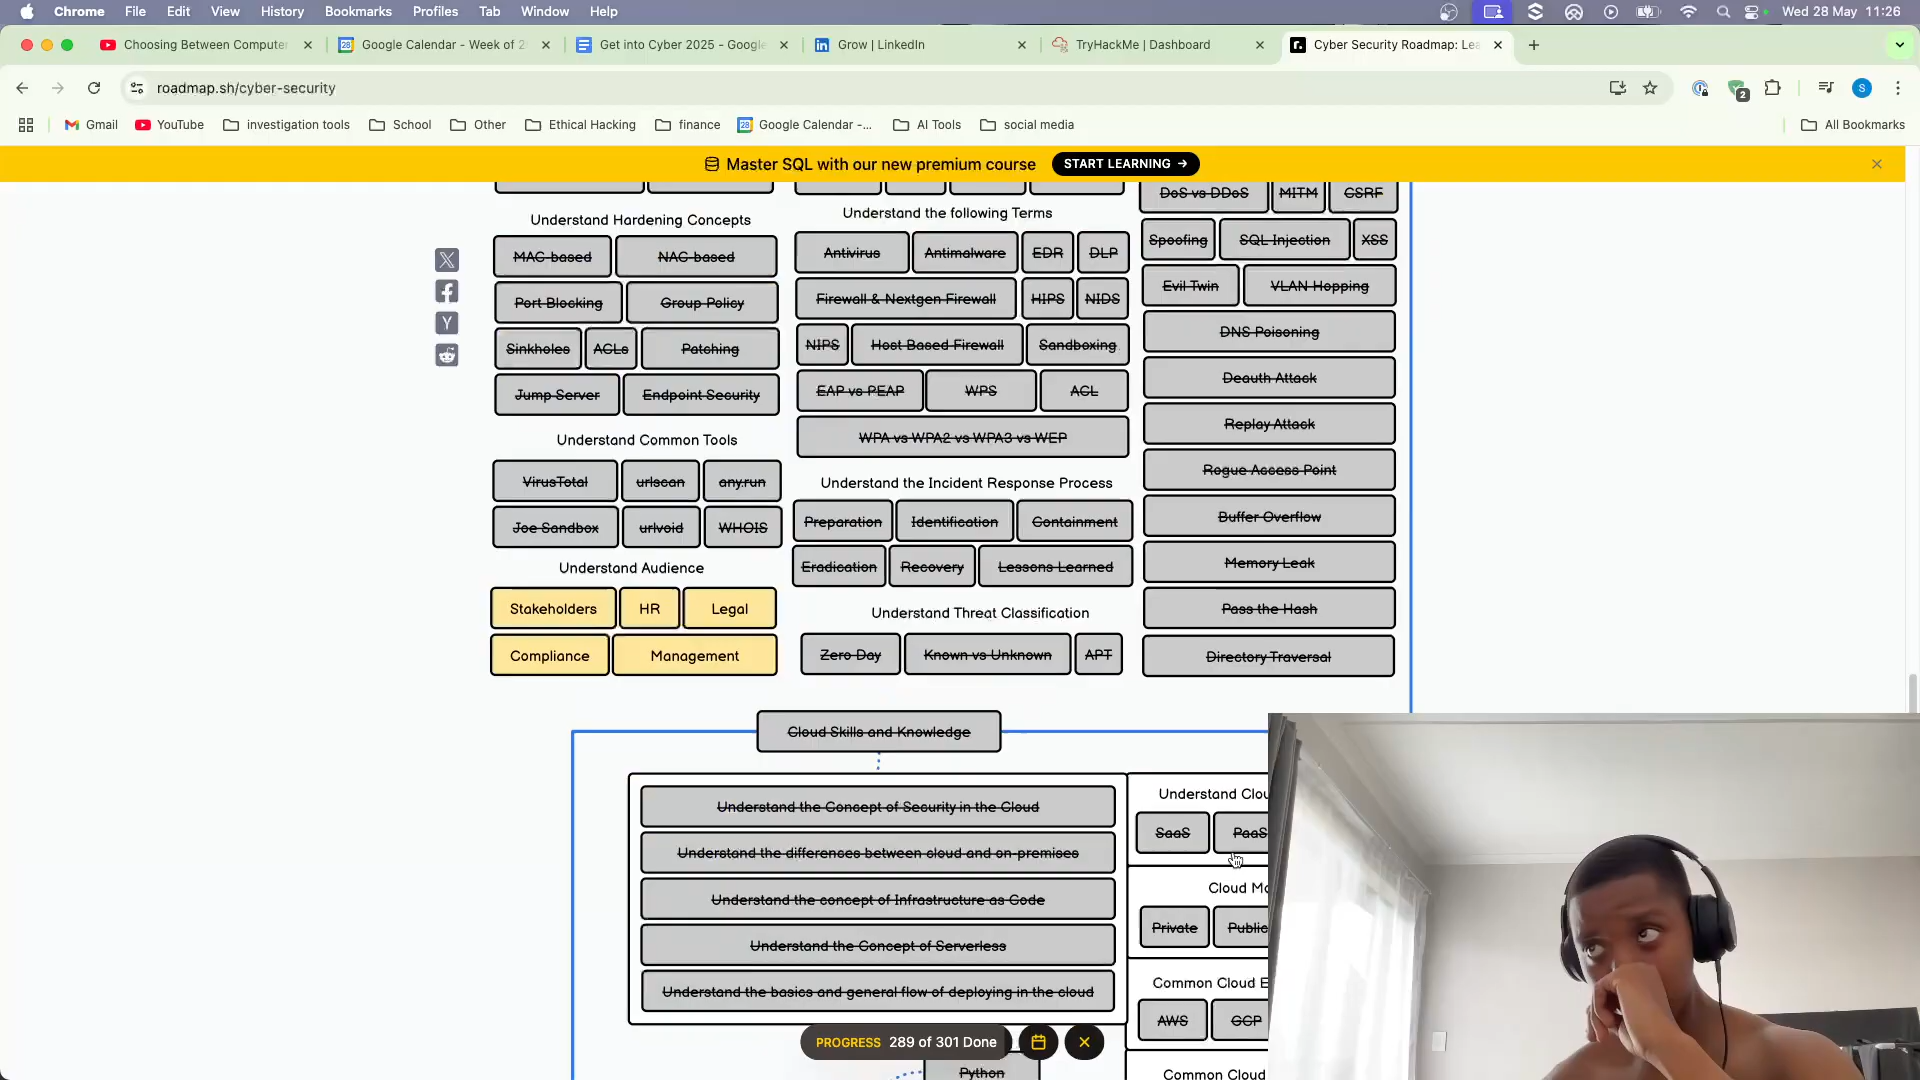 Chrome File Edit View History Bookmarks Profiles Tab Window Help Wed 28 May 11:26
Choosing Between Computer Google Calendar - Week of 2 Get into Cyber 2025 - Google Grow | LinkedIn TryHackMe | Dashboard Cyber Security Roadmap: Lea
roadmap.sh/cyber-security 2 S
Gmail YouTube investigation tools School Other Ethical Hacking finance Google Calendar -... AI Tools social media All Bookmarks
Master SQL with our new premium course START LEARNING →
Understand Hardening Concepts
MAC-based NAC-based
Port Blocking Group Policy
Sinkholes ACLs Patching
Jump Server Endpoint Security
Understand Common Tools
VirusTotal urlscan any.run
Joe Sandbox urlvoid WHOIS
Understand Audience
Stakeholders HR Legal
Compliance Management
Understand the following Terms
Antivirus Antimalware EDR DLP
Firewall & Nextgen Firewall HIPS NIDS
NIPS Host Based Firewall Sandboxing
EAP vs PEAP WPS ACL
WPA vs WPA2 vs WPA3 vs WEP
Understand the Incident Response Process
Preparation Identification Containment
Eradication Recovery Lessons Learned
Understand Threat Classification
Zero Day Known vs Unknown APT
DoS vs DDoS MITM CSRF
Spoofing SQL Injection XSS
Evil Twin VLAN Hopping
DNS Poisoning
Deauth Attack
Replay Attack
Rogue Access Point
Buffer Overflow
Memory Leak
Pass the Hash
Directory Traversal
Cloud Skills and Knowledge
Understand the Concept of Security in the Cloud
Understand the differences between cloud and on-premises
Understand the concept of Infrastructure as Code
Understand the Concept of Serverless
Understand the basics and general flow of deploying in the cloud
Understand Clou
SaaS PaaS
Cloud Mo
Private Public
Common Cloud E
AWS GCP
Common Cloud
PROGRESS 289 of 301 Done
Python